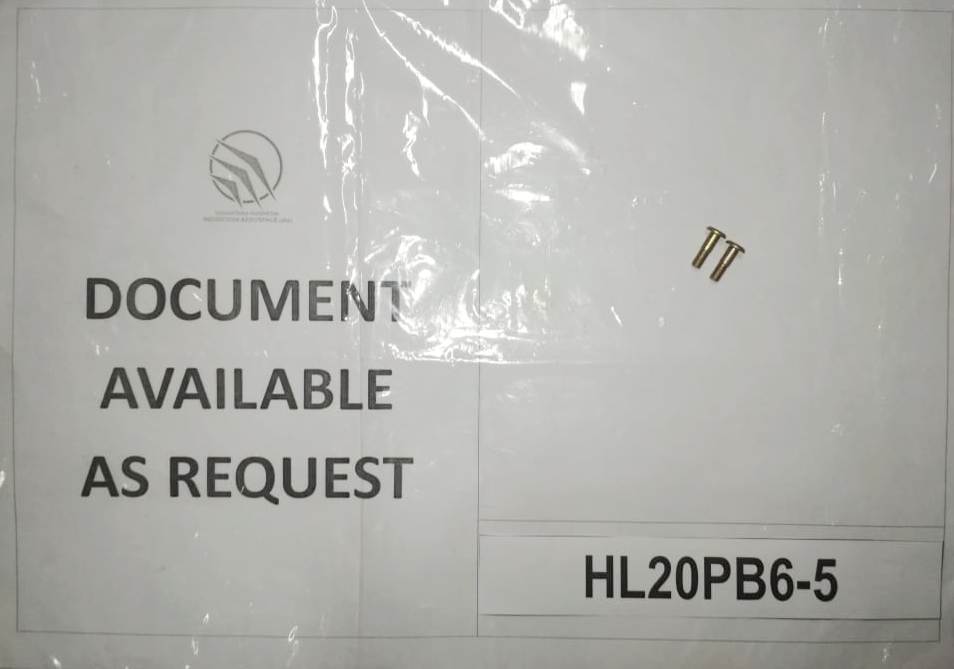 DOCUMENT
AVAILABLE
AS REQUEST
HL20PB6-5